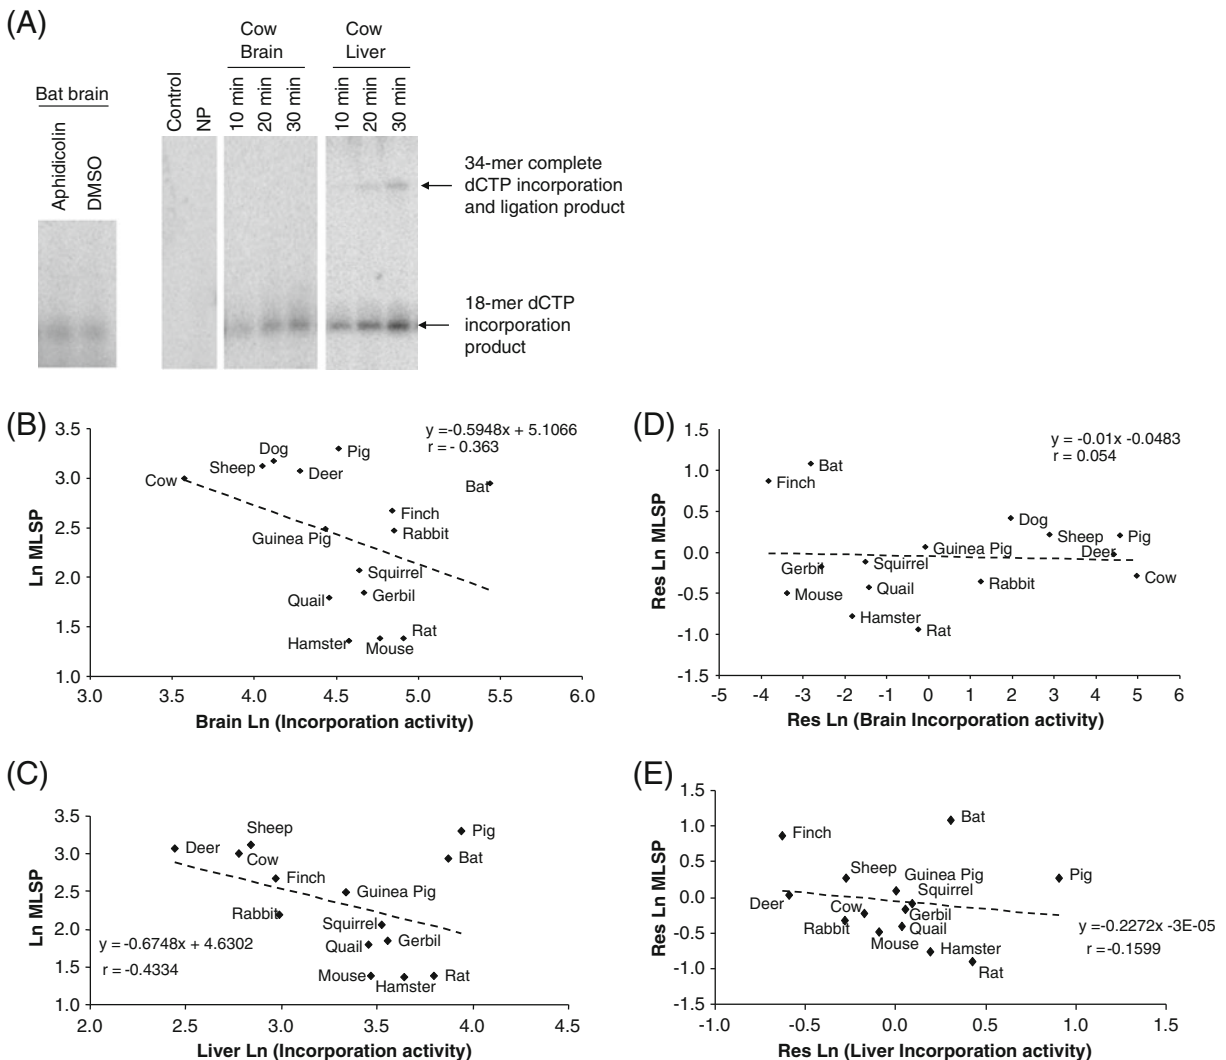 (A)
Bat brain
Aphidicolin
DMSO
Control
NP
Cow
Brain
10 min
20 min
30 min
Cow
Liver
10 min
20 min
30 min
34-mer complete
dCTP incorporation
and ligation product
18-mer dCTP
incorporation
product
(B)
Ln MLSP
3.5
3.0
2.5
2.0
1.5
1.0
y =-0.5948x + 5.1066
r = - 0.363
Cow
Sheep
Dog
Deer
Pig
Bat
Finch
Rabbit
Guinea Pig
Squirrel
Gerbil
Quail
Hamster
Mouse
Rat
3.0 3.5 4.0 4.5 5.0 5.5 6.0
Brain Ln (Incorporation activity)
(D)
Res Ln MLSP
1.5
1.0
0.5
0.0
-0.5
-1.0
-1.5
y = -0.01x -0.0483
r = 0.054
Bat
Finch
Dog
Sheep
Pig
Deer
Guinea Pig
Squirrel
Gerbil
Cow
Mouse
Quail
Rabbit
Hamster
Rat
-5 -4 -3 -2 -1 0 1 2 3 4 5 6
Res Ln (Brain Incorporation activity)
(C)
Ln MLSP
3.5
3.0
2.5
2.0
1.5
1.0
Sheep
Deer
Cow
Pig
Bat
Finch
Guinea Pig
Rabbit
Squirrel
Quail
Gerbil
Mouse
Hamster
Rat
y = -0.6748x + 4.6302
r = -0.4334
2.0 2.5 3.0 3.5 4.0 4.5
Liver Ln (Incorporation activity)
(E)
Res Ln MLSP
1.5
1.0
0.5
0.0
-0.5
-1.0
-1.5
Bat
Finch
Sheep
Guinea Pig
Squirrel
Pig
Deer
Cow
Gerbil
Rabbit
Quail
Mouse
Hamster
Rat
y = -0.2272x -3E-05
r = -0.1599
-1.0 -0.5 0.0 0.5 1.0 1.5
Res Ln (Liver Incorporation activity)